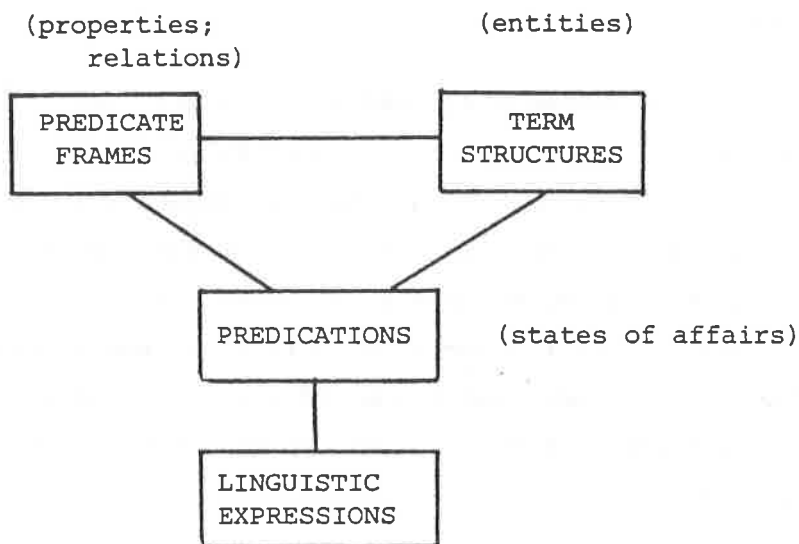 (properties;
relations)
(entities)
PREDICATE
FRAMES
TERM
STRUCTURES
PREDICATIONS
(states of affairs)
LINGUISTIC
EXPRESSIONS